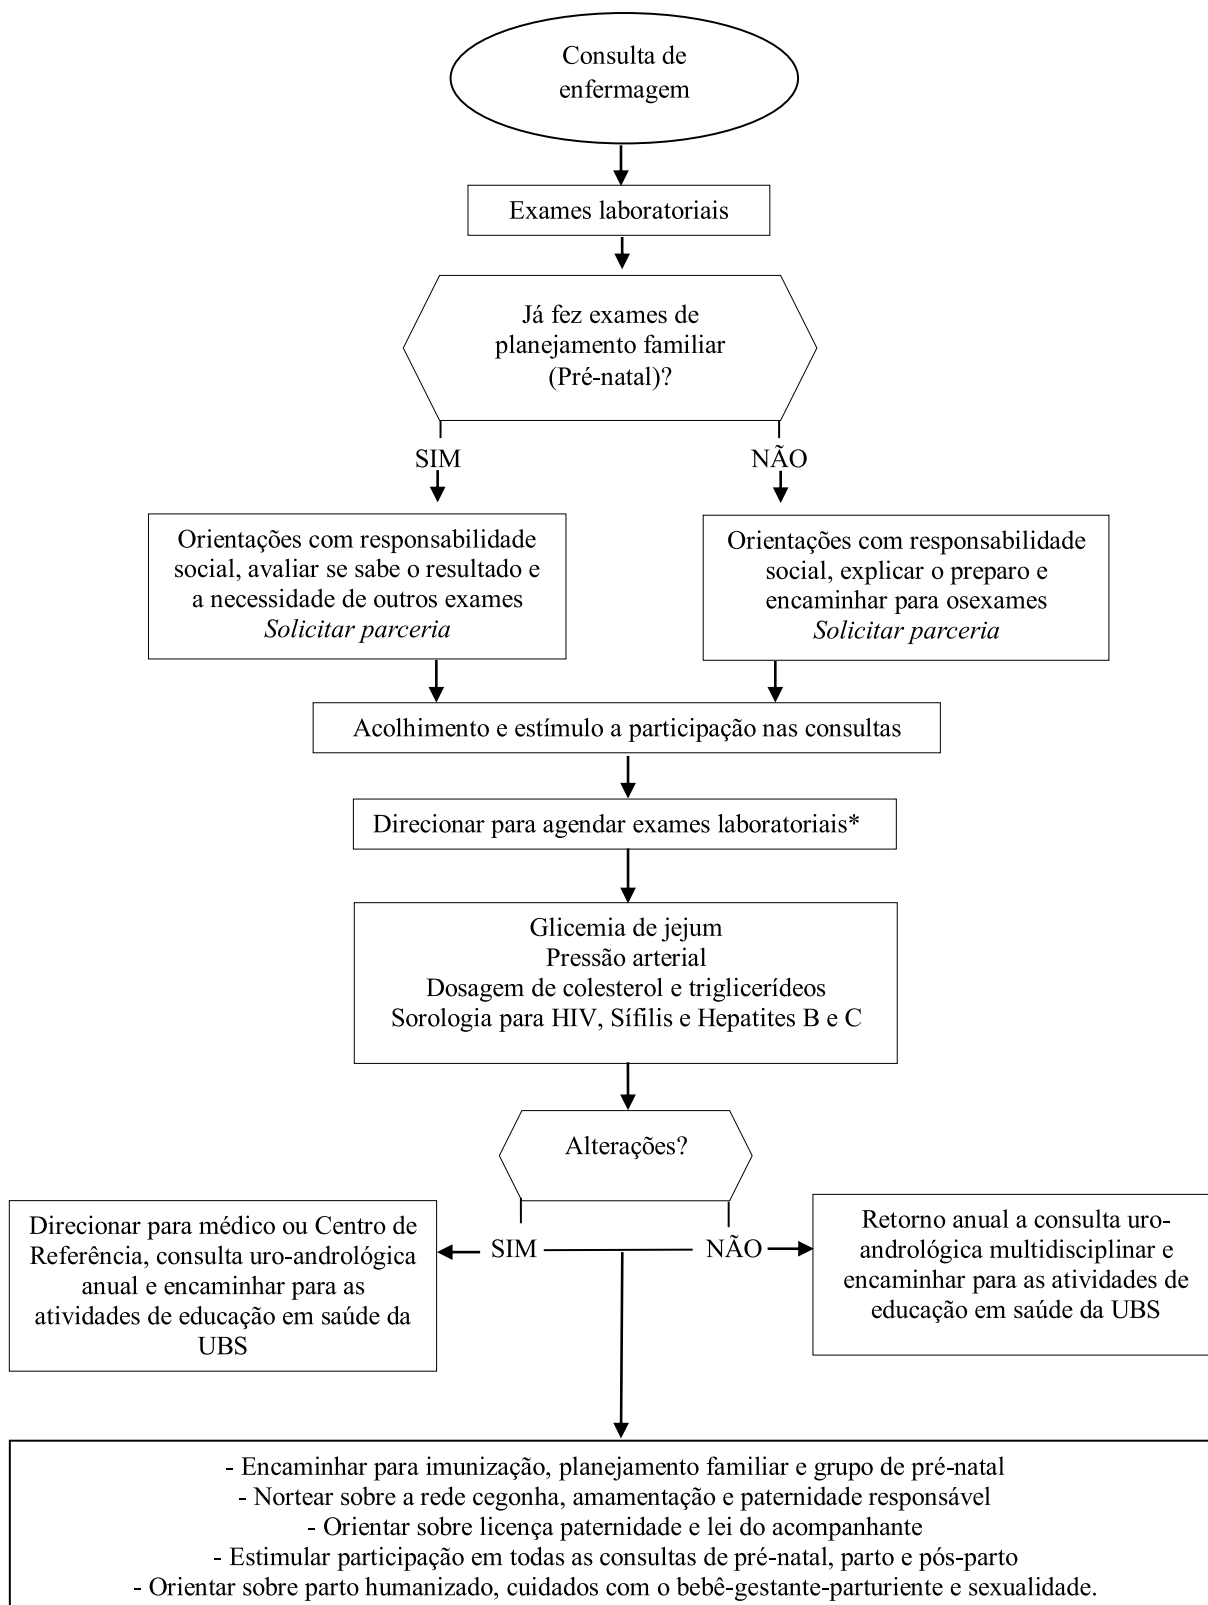 Consulta de
enfermagem
Exames laboratoriais
Já fez exames de
planejamento familiar
(Pré-natal)?
SIM
NÃO
Orientações com responsabilidade
social, avaliar se sabe o resultado e
a necessidade de outros exames
Solicitar parceria
Orientações com responsabilidade
social, explicar o preparo e
encaminhar para osexames
Solicitar parceria
Acolhimento e estímulo a participação nas consultas
Direcionar para agendar exames laboratoriais*
Glicemia de jejum
Pressão arterial
Dosagem de colesterol e triglicerídeos
Sorologia para HIV, Sífilis e Hepatites B e C
Alterações?
SIM
NÃO
Direcionar para médico ou Centro de
Referência, consulta uro-andrológica
anual e encaminhar para as
atividades de educação em saúde da
UBS
Retorno anual a consulta uro-
andrológica multidisciplinar e
encaminhar para as atividades de
educação em saúde da UBS
- Encaminhar para imunização, planejamento familiar e grupo de pré-natal
- Nortear sobre a rede cegonha, amamentação e paternidade responsável
- Orientar sobre licença paternidade e lei do acompanhante
- Estimular participação em todas as consultas de pré-natal, parto e pós-parto
- Orientar sobre parto humanizado, cuidados com o bebê-gestante-parturiente e sexualidade.